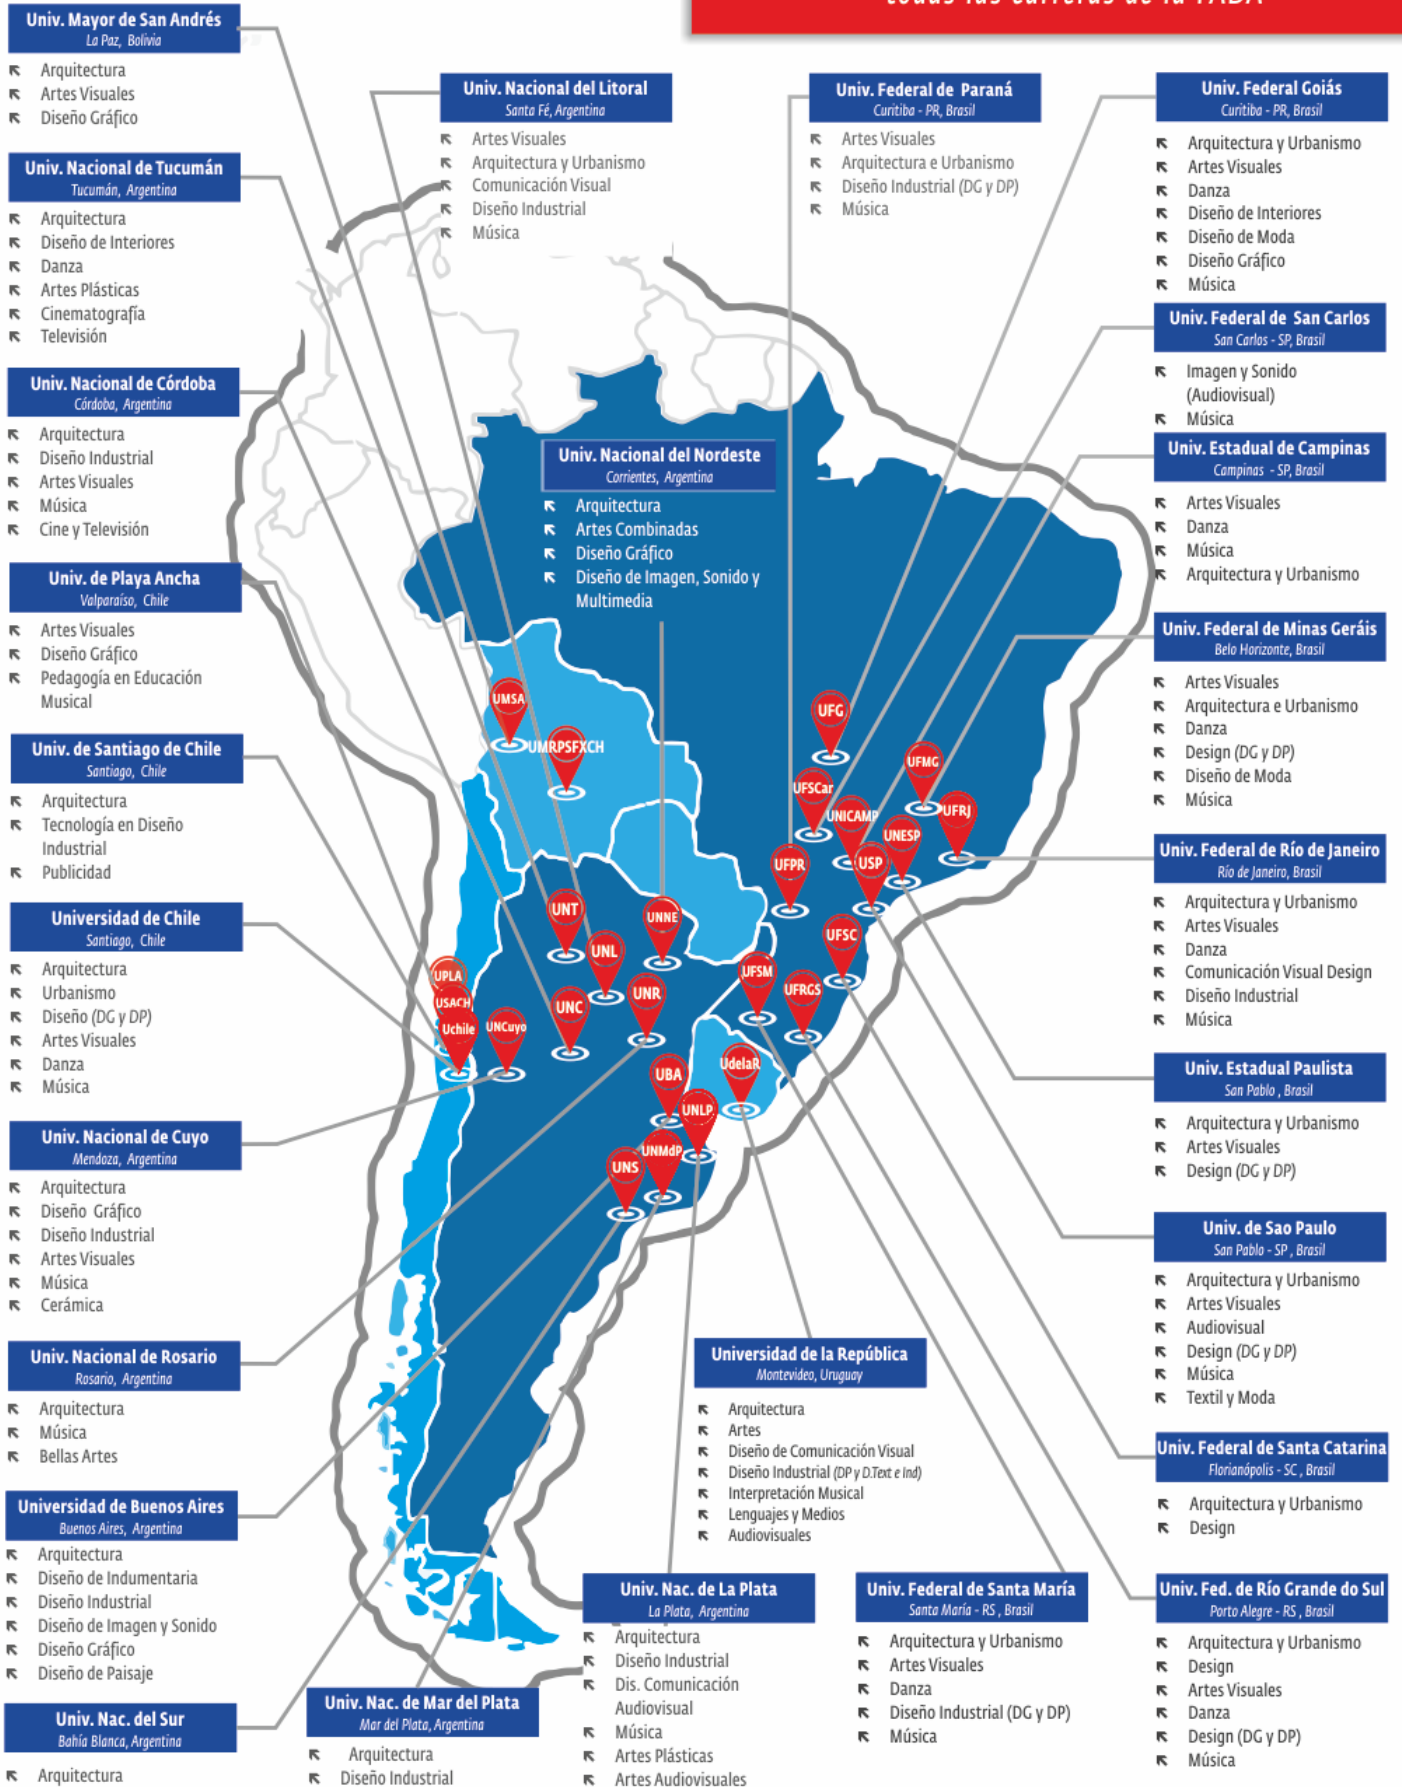 todas las carreras de la FADA
Univ. Mayor de San Andrés
La Paz, Bolivia
Arquitectura
Artes Visuales
Diseño Gráfico
Univ. Nacional de Tucumán
Tucumán, Argentina
Arquitectura
Diseño de Interiores
Danza
Artes Plásticas
Cinematografía
Televisión
Univ. Nacional de Córdoba
Córdoba, Argentina
Arquitectura
Diseño Industrial
Artes Visuales
Música
Cine y Televisión
Univ. de Playa Ancha
Valparaíso, Chile
Artes Visuales
Diseño Gráfico
Pedagogía en Educación
Musical
Univ. de Santiago de Chile
Santiago, Chile
Arquitectura
Tecnología en Diseño
Industrial
Publicidad
Universidad de Chile
Santiago, Chile
Arquitectura
Urbanismo
Diseño (DG y DP)
Artes Visuales
Danza
Música
Univ. Nacional de Cuyo
Mendoza, Argentina
Arquitectura
Diseño Gráfico
Diseño Industrial
Artes Visuales
Música
Cerámica
Univ. Nacional de Rosario
Rosario, Argentina
Arquitectura
Música
Bellas Artes
Universidad de Buenos Aires
Buenos Aires, Argentina
Arquitectura
Diseño de Indumentaria
Diseño Industrial
Diseño de Imagen y Sonido
Diseño Gráfico
Diseño de Paisaje
Univ. Nac. del Sur
Bahía Blanca, Argentina
Arquitectura
Univ. Nacional del Litoral
Santa Fé, Argentina
Artes Visuales
Arquitectura y Urbanismo
Comunicación Visual
Diseño Industrial
Música
Univ. Nacional del Nordeste
Corrientes, Argentina
Arquitectura
Artes Combinadas
Diseño Gráfico
Diseño de Imagen, Sonido y
Multimedia
UMSA
UMRPSFXCH
UFG
UFMG
UFSCar
UNICAMP
UFRJ
UNESP
UFPR
USP
UNT
UNNE
UFSC
UNL
UPLA
UFSM
USACH
UNC
UNR
UFRGS
Uchile
UNCuyo
UBA
UdelaR
UNLP
UNMdP
UNS
Universidad de la República
Montevideo, Uruguay
Arquitectura
Artes
Diseño de Comunicación Visual
Diseño Industrial (DP y D.Text e Ind)
Interpretación Musical
Lenguajes y Medios
Audiovisuales
Univ. Nac. de Mar del Plata
Mar del Plata, Argentina
Arquitectura
Diseño Industrial
Univ. Nac. de La Plata
La Plata, Argentina
Arquitectura
Diseño Industrial
Dis. Comunicación
Audiovisual
Música
Artes Plásticas
Artes Audiovisuales
Univ. Federal de Santa María
Santa María - RS , Brasil
Arquitectura y Urbanismo
Artes Visuales
Danza
Diseño Industrial (DG y DP)
Música
Univ. Federal de Paraná
Curitiba - PR, Brasil
Artes Visuales
Arquitectura e Urbanismo
Diseño Industrial (DG y DP)
Música
Univ. Federal Goiás
Curitiba - PR, Brasil
Arquitectura y Urbanismo
Artes Visuales
Danza
Diseño de Interiores
Diseño de Moda
Diseño Gráfico
Música
Univ. Federal de San Carlos
San Carlos - SP, Brasil
Imagen y Sonido
(Audiovisual)
Música
Univ. Estadual de Campinas
Campinas - SP, Brasil
Artes Visuales
Danza
Música
Arquitectura y Urbanismo
Univ. Federal de Minas Geráis
Belo Horizonte, Brasil
Artes Visuales
Arquitectura e Urbanismo
Danza
Design (DG y DP)
Diseño de Moda
Música
Univ. Federal de Río de Janeiro
Río de Janeiro, Brasil
Arquitectura y Urbanismo
Artes Visuales
Danza
Comunicación Visual Design
Diseño Industrial
Música
Univ. Estadual Paulista
San Pablo , Brasil
Arquitectura y Urbanismo
Artes Visuales
Design (DG y DP)
Univ. de Sao Paulo
San Pablo - SP , Brasil
Arquitectura y Urbanismo
Artes Visuales
Audiovisual
Design (DG y DP)
Música
Textil y Moda
Univ. Federal de Santa Catarina
Florianópolis - SC , Brasil
Arquitectura y Urbanismo
Design
Univ. Fed. de Río Grande do Sul
Porto Alegre - RS , Brasil
Arquitectura y Urbanismo
Design
Artes Visuales
Danza
Design (DG y DP)
Música